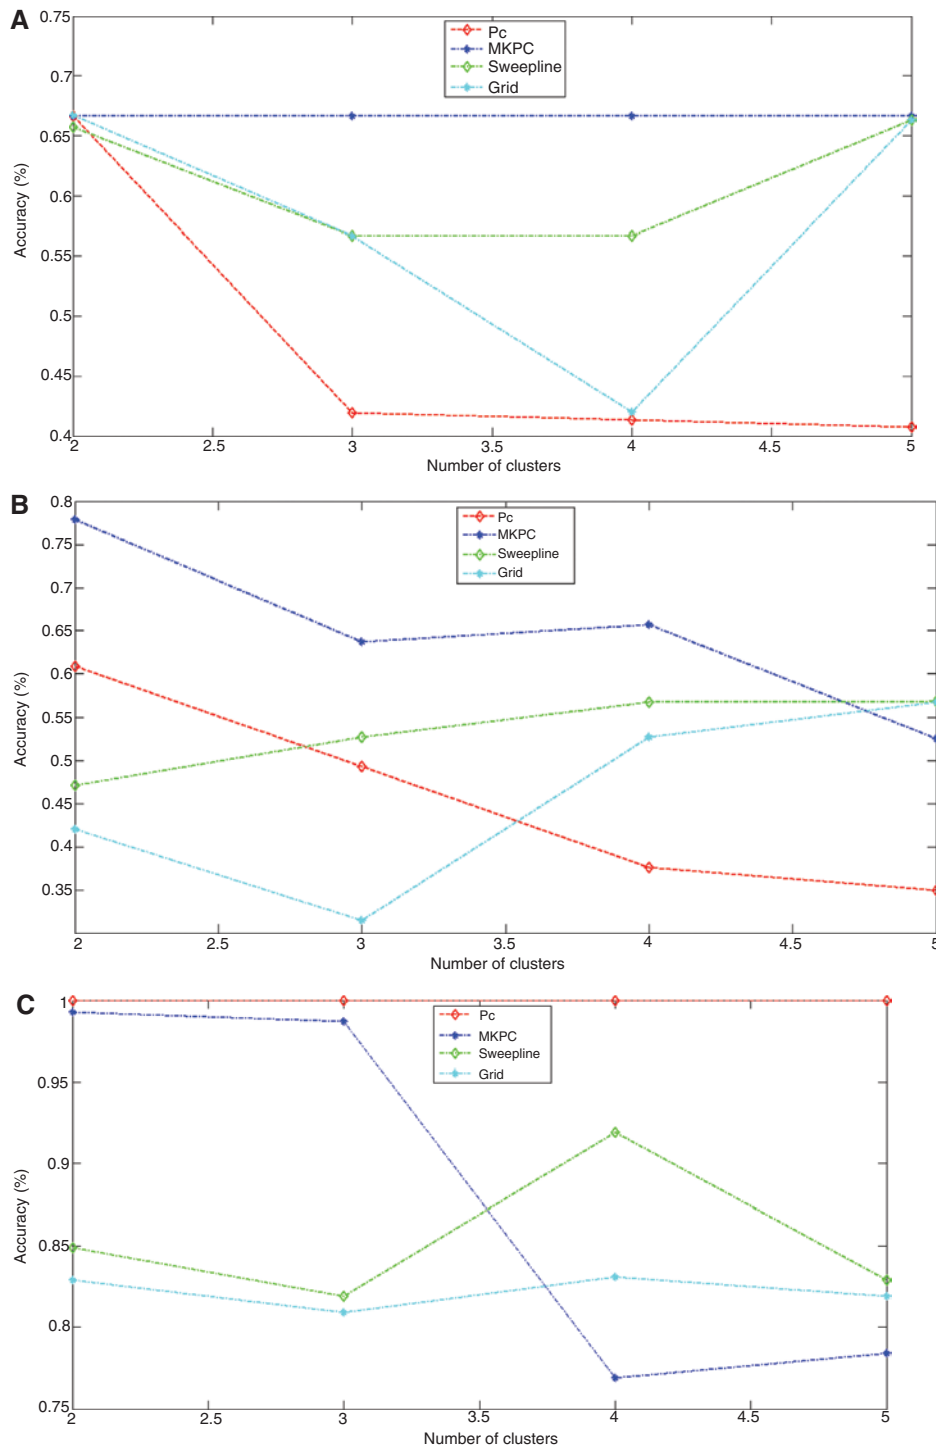 A
0.75
0.7
0.65
0.6
0.55
0.5
0.45
0.4
Accuracy (%)
Pc
MKPC
Sweepline
Grid
2
2.5
3
3.5
4
4.5
5
Number of clusters
B
0.8
0.75
0.7
0.65
0.6
0.55
0.5
0.45
0.4
0.35
Accuracy (%)
Pc
MKPC
Sweepline
Grid
2
2.5
3
3.5
4
4.5
5
Number of clusters
C
1
0.95
0.9
0.85
0.8
0.75
Accuracy (%)
Pc
MKPC
Sweepline
Grid
2
2.5
3
3.5
4
4.5
5
Number of clusters